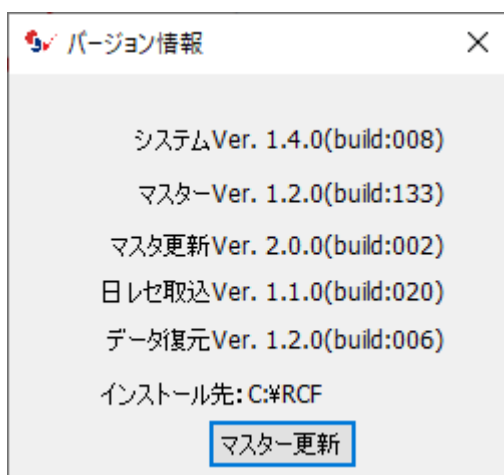 バージョン情報
システムVer. 1.4.0(build:008)
マスターVer. 1.2.0(build:133)
マスタ更新Ver. 2.0.0(build:002)
日レセ取込Ver. 1.1.0(build:020)
データ復元Ver. 1.2.0(build:006)
インストール先: C:¥RCF
マスター更新